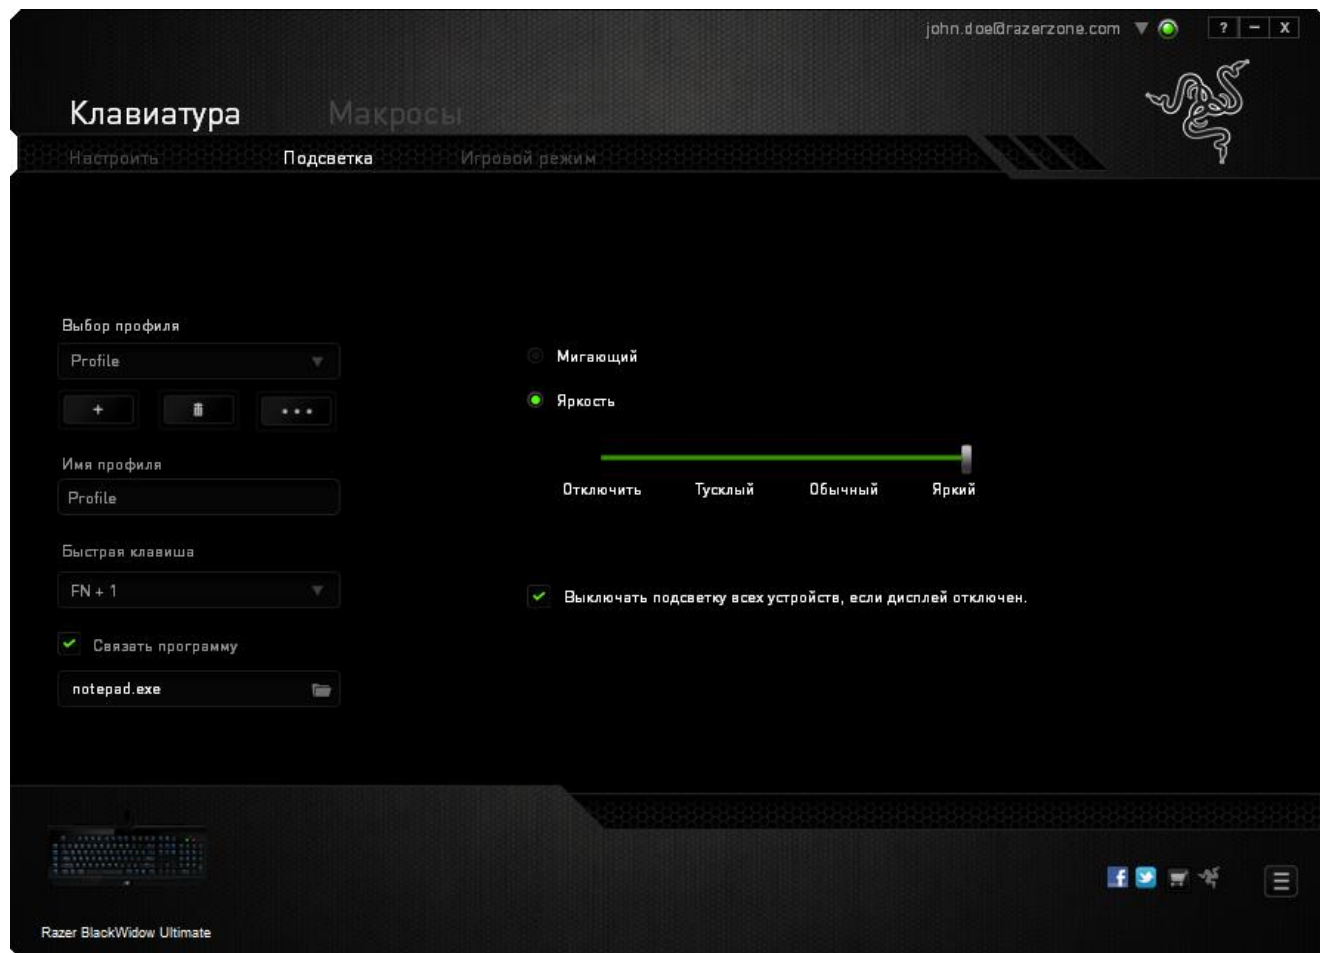 john.doe@razerzone.com
? – X
Клавиатура Макросы
Настроить Подсветка Игровой режим
Выбор профиля
Profile
Мигающий
+
Яркость
Имя профиля
Profile
Отключить Тусклый Обычный Яркий
Быстрая клавиша
FN + 1
Выключать подсветку всех устройств, если дисплей отключен.
Связать программу
notepad.exe
Razer BlackWidow Ultimate